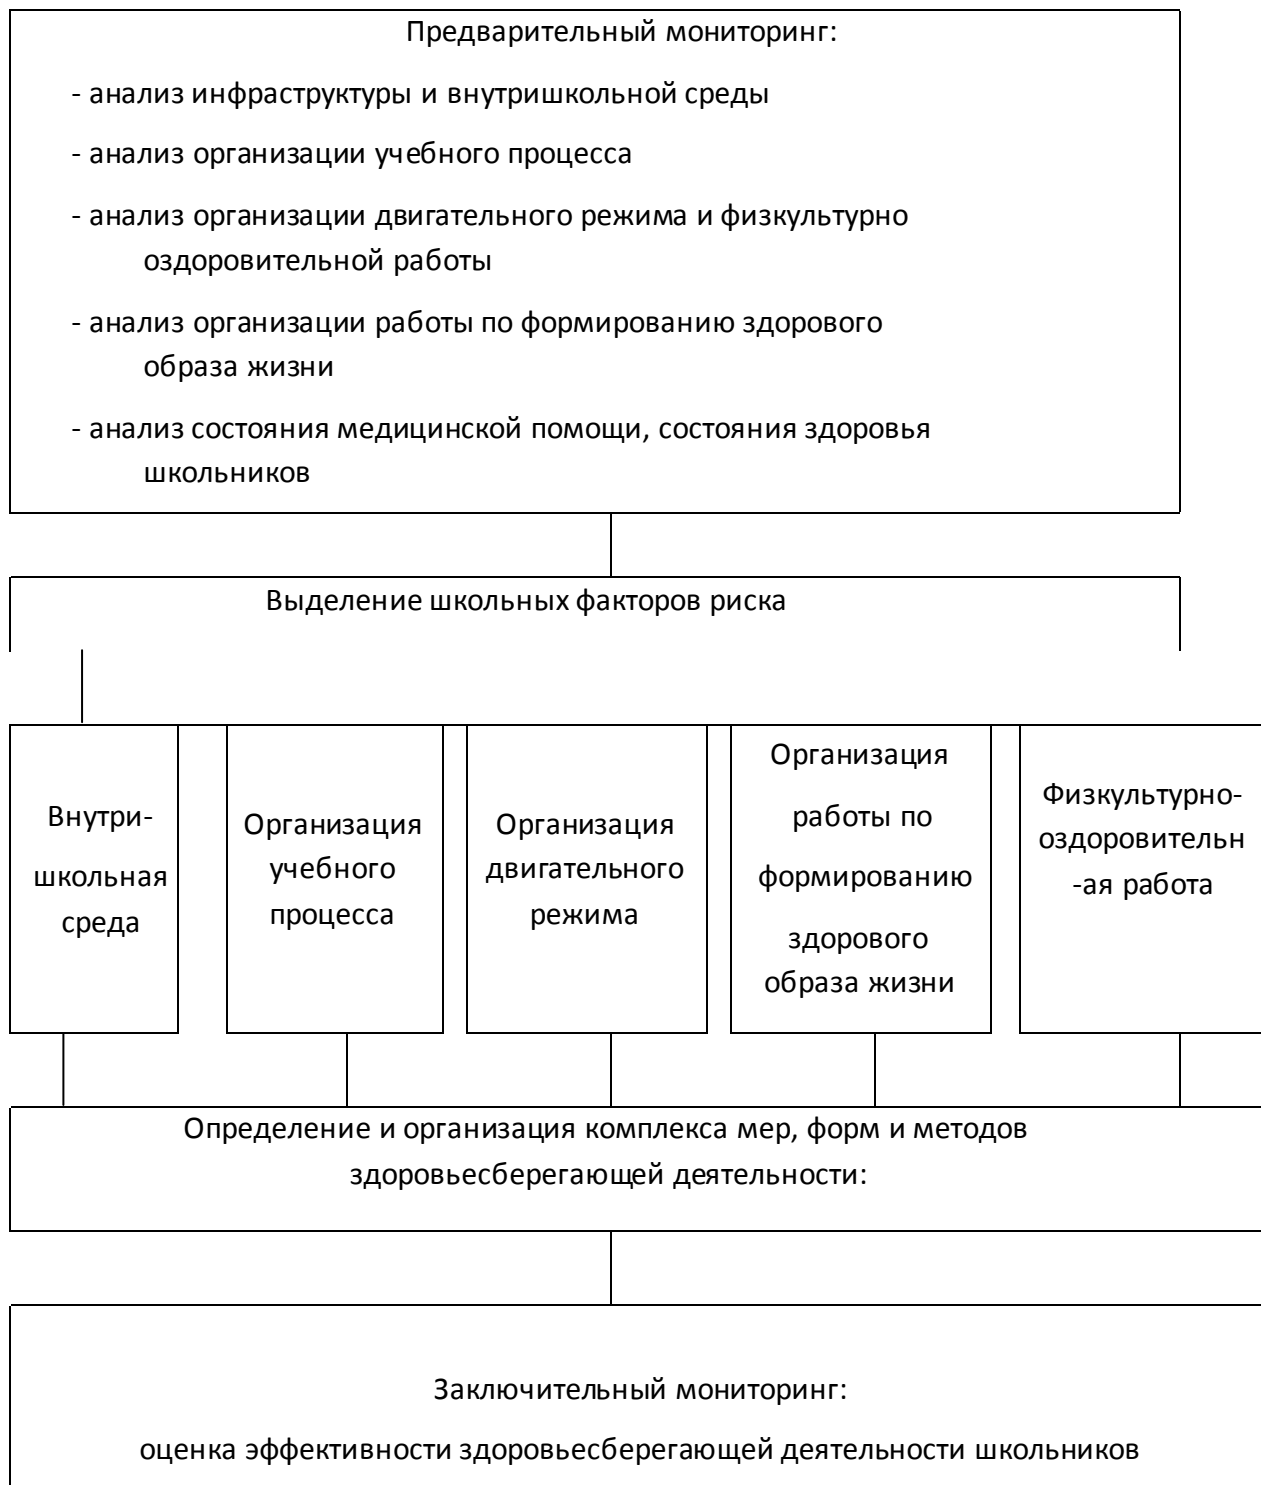 Предварительный мониторинг:
- анализ инфраструктуры и внутришкольной среды
- анализ организации учебного процесса
- анализ организации двигательного режима и физкультурно
оздоровительной работы
- анализ организации работы по формированию здорового
образа жизни
- анализ состояния медицинской помощи, состояния здоровья
школьников
Выделение школьных факторов риска
Внутри-
школьная
среда
Организация
учебного
процесса
Организация
двигательного
режима
Организация
работы по
формированию
здорового
образа жизни
Физкультурно-
оздоровительн
-ая работа
Определение и организация комплекса мер, форм и методов
здоровьесберегающей деятельности:
Заключительный мониторинг:
оценка эффективности здоровьесберегающей деятельности школьников